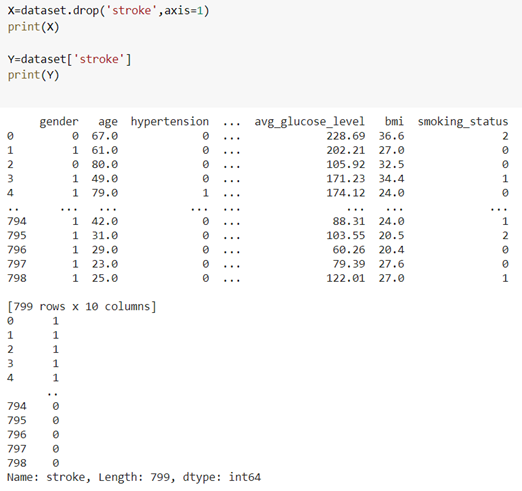 X=dataset.drop('stroke',axis=1)
print(X)
Y=dataset['stroke']
print(Y)
gender age hypertension ... avg_glucose_level bmi smoking_status
0 0 67.0 0 ... 228.69 36.6 2
1 1 61.0 0 ... 202.21 27.0 0
2 0 80.0 0 ... 105.92 32.5 0
3 1 49.0 0 ... 171.23 34.4 1
4 1 79.0 1 ... 174.12 24.0 0
.. ... ... ... ... ... ... ...
794 1 42.0 0 ... 88.31 24.0 1
795 1 31.0 0 ... 103.55 20.5 2
796 1 29.0 0 ... 60.26 20.4 0
797 1 23.0 0 ... 79.39 27.6 0
798 1 25.0 0 ... 122.01 27.0 1
[799 rows x 10 columns]
0 1
1 1
2 1
3 1
4 1
..
794 0
795 0
796 0
797 0
798 0
Name: stroke, Length: 799, dtype: int64